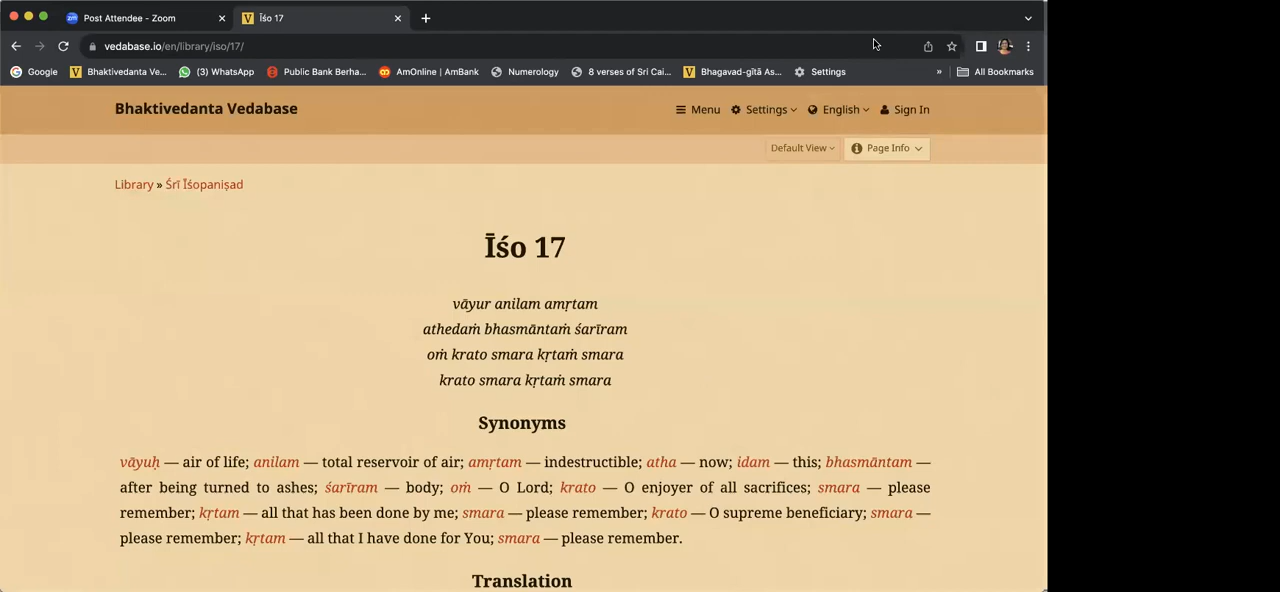 Post Attendee - Zoom
Īśo 17
vedabase.io/en/library/iso/17/
Google
Bhaktivedanta Ve...
(3) WhatsApp
Public Bank Berha...
AmOnline | AmBank
Numerology
8 verses of Sri Cai...
Bhagavad-gītā As...
Settings
»
All Bookmarks
Bhaktivedanta Vedabase
Menu
Settings
English
Sign In
Default View
Page Info
Library » Śrī Īśopaniṣad
Īśo 17
vāyur anilam amṛtam
athedaṁ bhasmāntaṁ śarīram
oṁ krato smara kṛtaṁ smara
krato smara kṛtaṁ smara
Synonyms
vāyuḥ — air of life; anilam — total reservoir of air; amṛtam — indestructible; atha — now; idam — this; bhasmāntam —
after being turned to ashes; śarīram — body; oṁ — O Lord; krato — O enjoyer of all sacrifices; smara — please
remember; kṛtam — all that has been done by me; smara — please remember; krato — O supreme beneficiary; smara —
please remember; kṛtam — all that I have done for You; smara — please remember.
Translation